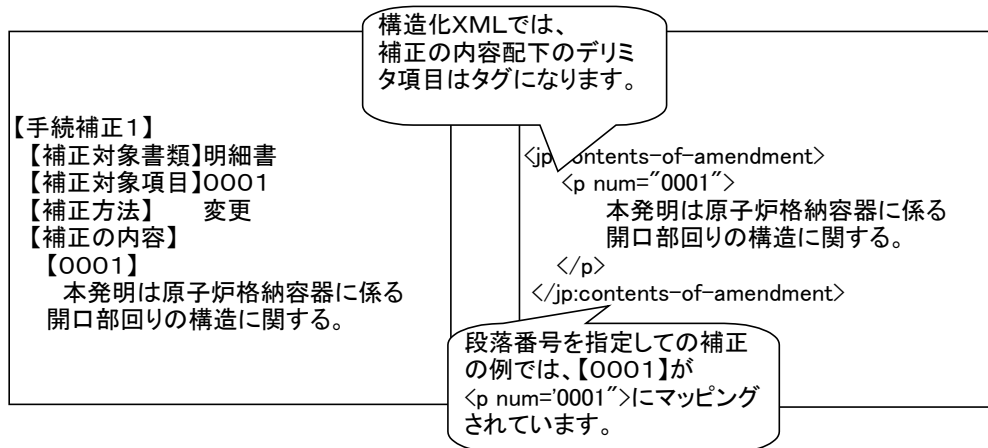 構造化XMLでは、
補正の内容配下のデリミ
タ項目はタグになります。
【手続補正1】
【補正対象書類】明細書
【補正対象項目】0001
【補正方法】 変更
【補正の内容】
【0001】
本発明は原子炉格納容器に係る
開口部回りの構造に関する。
<jp ontents-of-amendment>
<p num="0001">
本発明は原子炉格納容器に係る
開口部回りの構造に関する。
</p>
</jp:contents-of-amendment>
段落番号を指定しての補正
の例では、【0001】が
<p num='0001">にマッピング
されています。